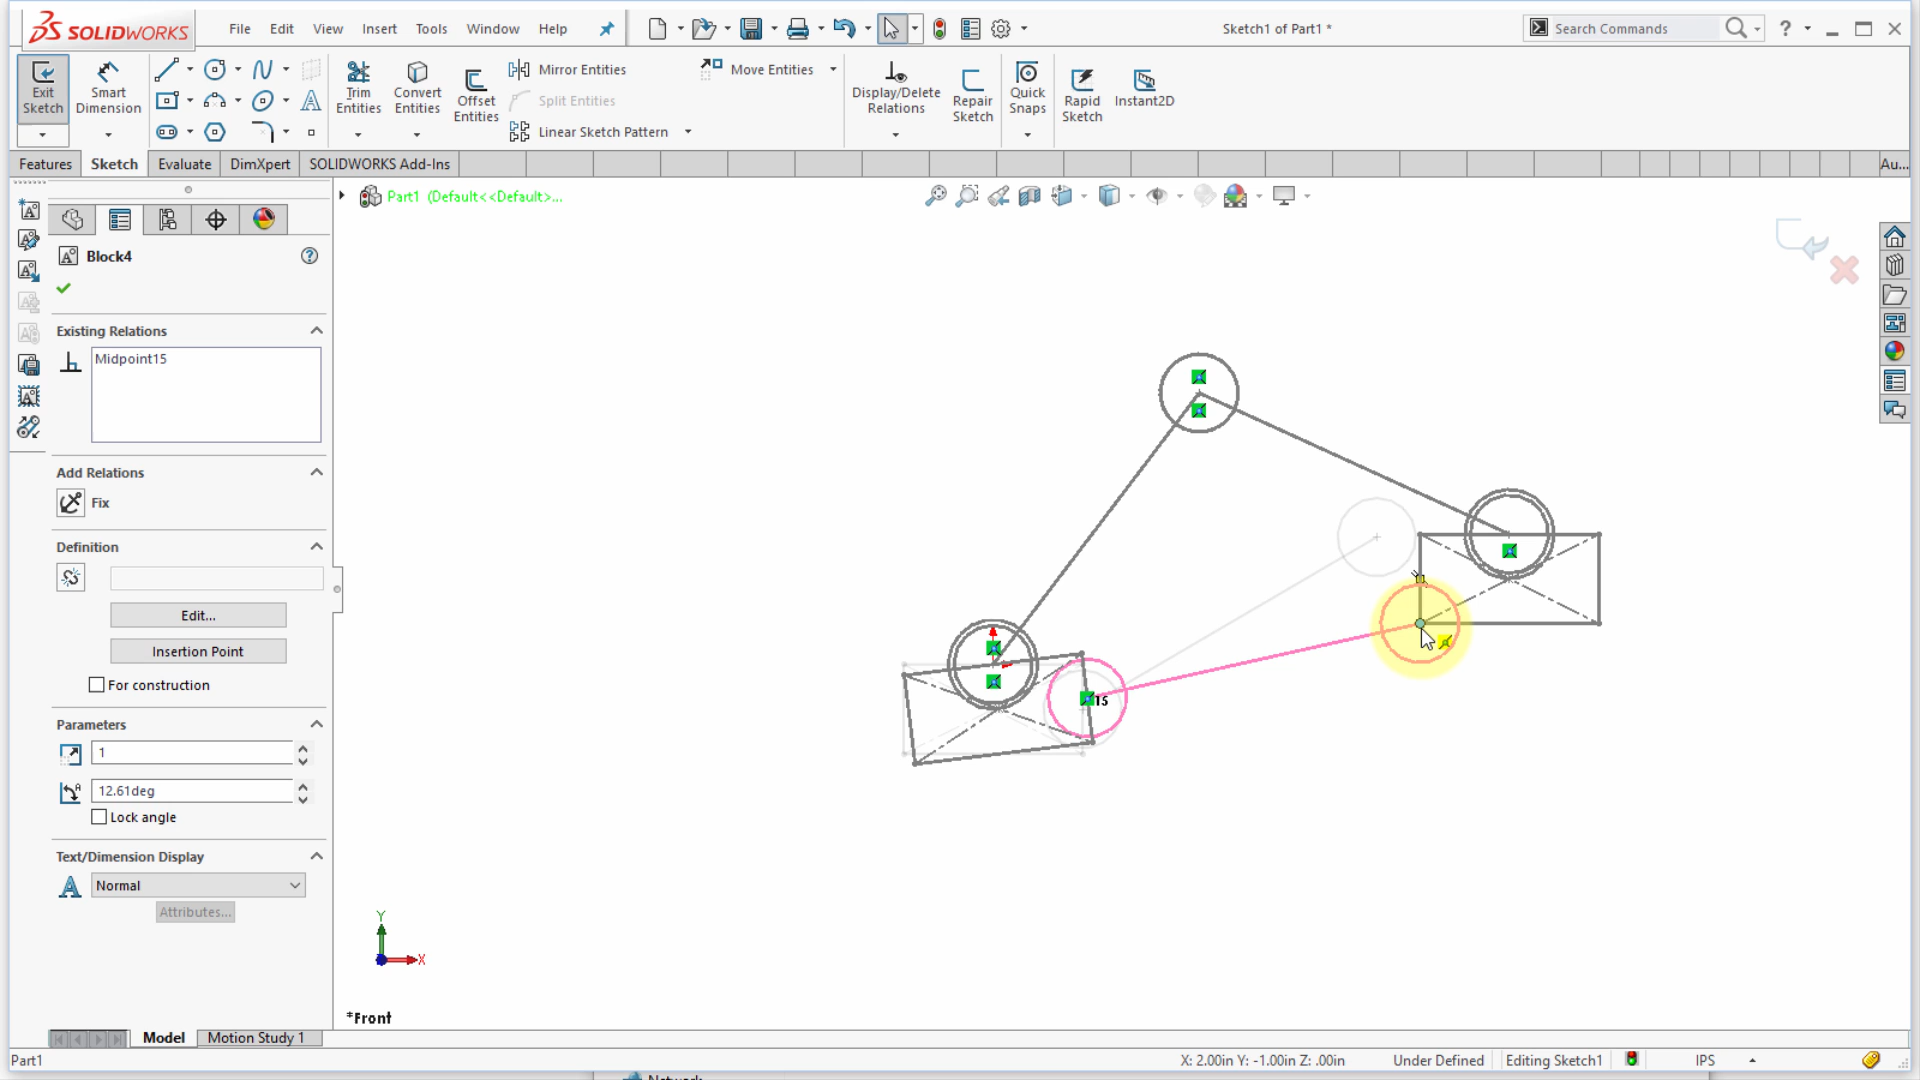 SOLIDWORKS
File Edit View Insert Tools Window Help
Sketch1 of Part1 *
Search Commands
Exit Sketch
Smart Dimension
Trim Entities
Convert Entities
Offset Entities
Mirror Entities
Split Entities
Linear Sketch Pattern
Move Entities
Display/Delete Relations
Repair Sketch
Quick Snaps
Rapid Sketch
Instant2D
Features Sketch Evaluate DimXpert SOLIDWORKS Add-Ins
Au...
Part1 (Default<<Default>...
Block4
Existing Relations
Midpoint15
Add Relations
Fix
Definition
Edit...
Insertion Point
For construction
Parameters
1
12.61deg
Lock angle
Text/Dimension Display
Normal
Attributes...
15
Y
X
*Front
Model Motion Study 1
Part1
X: 2.00in Y: -1.00in Z: .00in Under Defined Editing Sketch1 IPS
Network